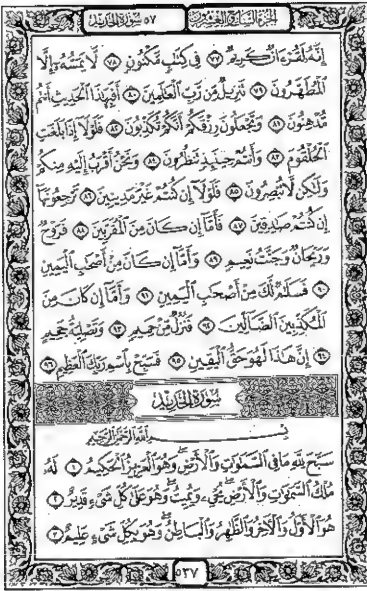 الجزء السابع والعشرون ٥٧ سورة الحديد
إِنَّهُ لَقُرْءَانٌ كَرِيمٌ ٧٧ فِي كِتَٰبٍ مَّكْنُونٍ ٧٨ لَّا يَمَسُّهُ إِلَّا
ٱلْمُطَهَّرُونَ ٧٩ تَنزِيلٌ مِّن رَّبِّ ٱلْعَٰلَمِينَ ٨٠ أَفَبِهَٰذَا ٱلْحَدِيثِ أَنتُم
مُّدْهِنُونَ ٨١ وَتَجْعَلُونَ رِزْقَكُمْ أَنَّكُمْ تُكَذِّبُونَ ٨٢ فَلَوْلَآ إِذَا بَلَغَتِ
ٱلْحُلْقُومَ ٨٣ وَأَنتُمْ حِينَئِذٍ تَنظُرُونَ ٨٤ وَنَحْنُ أَقْرَبُ إِلَيْهِ مِنكُمْ
وَلَٰكِن لَّا تُبْصِرُونَ ٨٥ فَلَوْلَآ إِن كُنتُمْ غَيْرَ مَدِينِينَ ٨٦ تَرْجِعُونَهَآ
إِن كُنتُمْ صَٰدِقِينَ ٨٧ فَأَمَّآ إِن كَانَ مِنَ ٱلْمُقَرَّبِينَ ٨٨ فَرَوْحٌ
وَرَيْحَانٌ وَجَنَّتُ نَعِيمٍ ٨٩ وَأَمَّآ إِن كَانَ مِنْ أَصْحَٰبِ ٱلْيَمِينِ
٩٠ فَسَلَٰمٌ لَّكَ مِنْ أَصْحَٰبِ ٱلْيَمِينِ ٩١ وَأَمَّآ إِن كَانَ مِنَ
ٱلْمُكَذِّبِينَ ٱلضَّآلِّينَ ٩٢ فَنُزُلٌ مِّنْ حَمِيمٍ ٩٣ وَتَصْلِيَةُ جَحِيمٍ
٩٤ إِنَّ هَٰذَا لَهُوَ حَقُّ ٱلْيَقِينِ ٩٥ فَسَبِّحْ بِٱسْمِ رَبِّكَ ٱلْعَظِيمِ ٩٦
سورة الحديد
بِسْمِ ٱللَّهِ ٱلرَّحْمَٰنِ ٱلرَّحِيمِ
سَبَّحَ لِلَّهِ مَا فِي ٱلسَّمَٰوَٰتِ وَٱلْأَرْضِ وَهُوَ ٱلْعَزِيزُ ٱلْحَكِيمُ ١ لَهُ
مُلْكُ ٱلسَّمَٰوَٰتِ وَٱلْأَرْضِ يُحْيِۦ وَيُمِيتُ وَهُوَ عَلَىٰ كُلِّ شَيْءٍ قَدِيرٌ ٢
هُوَ ٱلْأَوَّلُ وَٱلْءَاخِرُ وَٱلظَّٰهِرُ وَٱلْبَاطِنُ وَهُوَ بِكُلِّ شَيْءٍ عَلِيمٌ ٣
٥٣٧